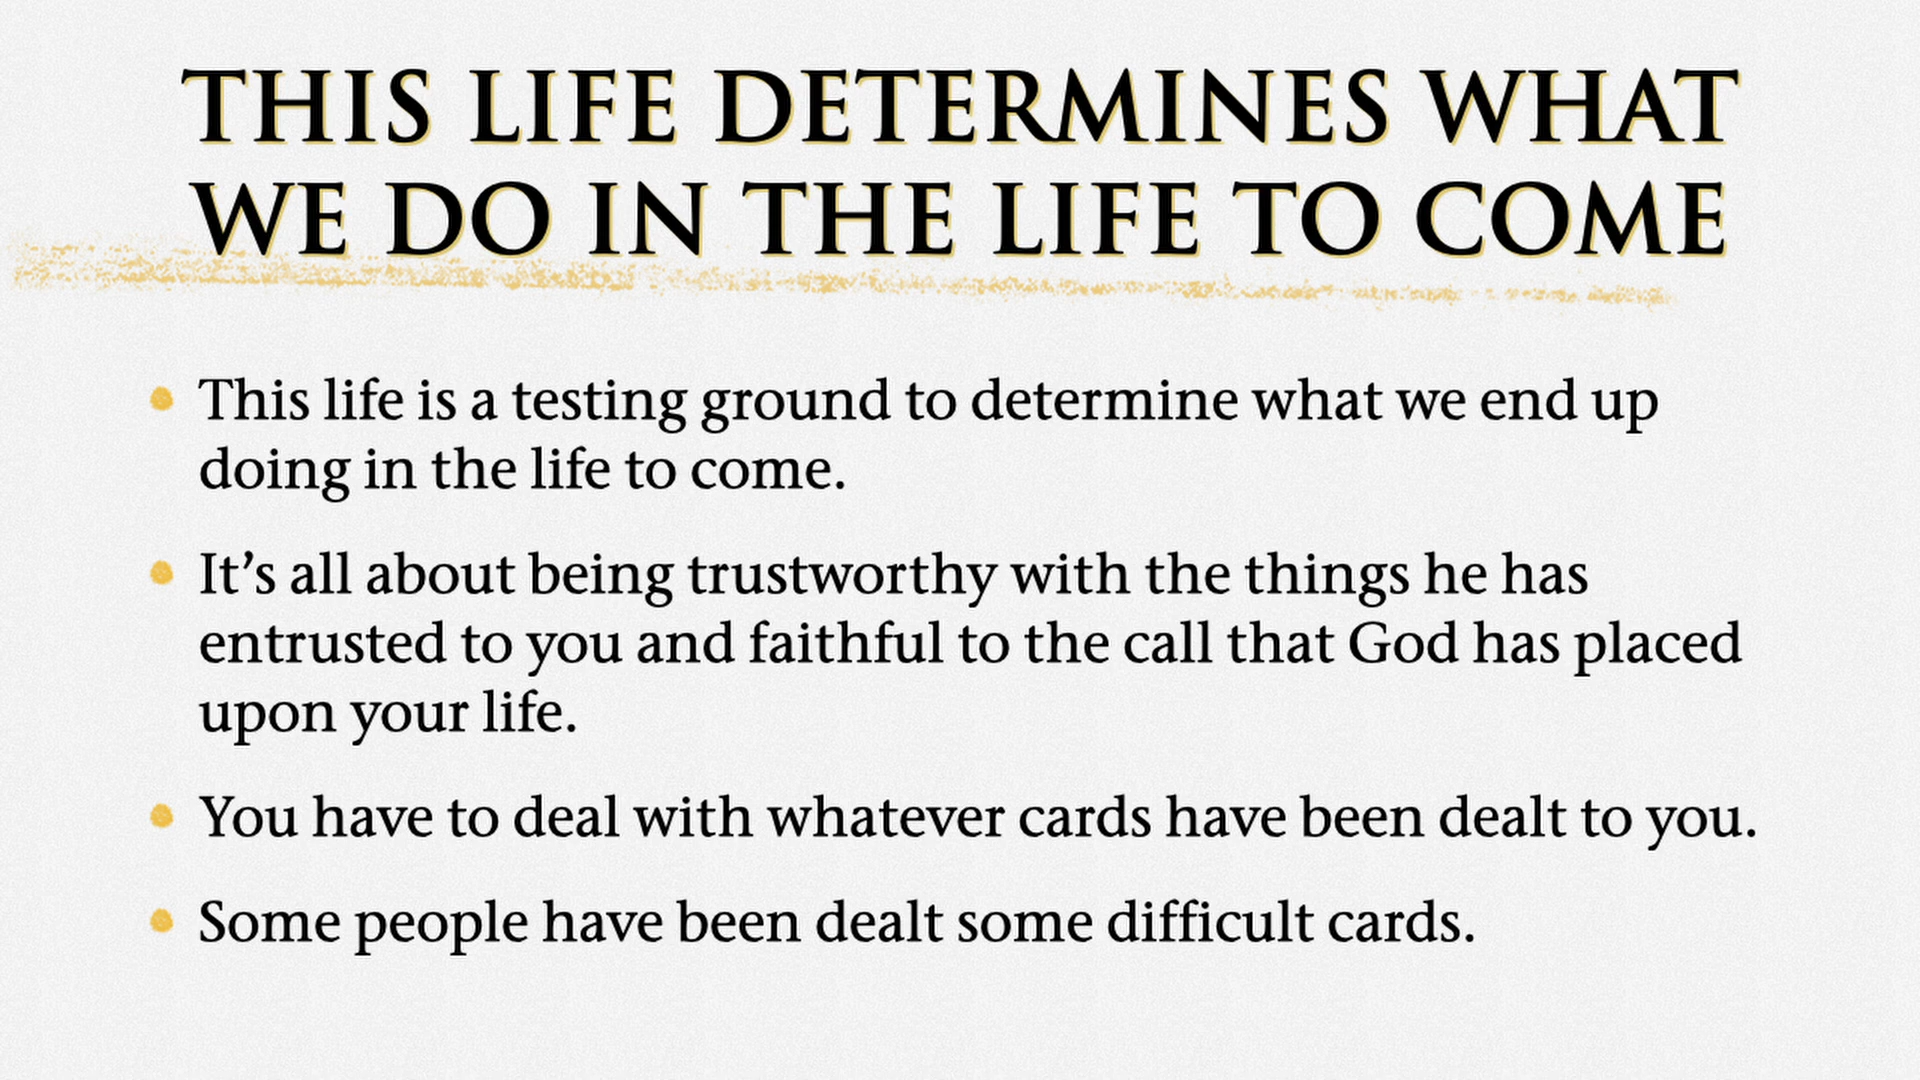 THIS LIFE DETERMINES WHAT
WE DO IN THE LIFE TO COME
This life is a testing ground to determine what we end up
doing in the life to come.
It’s all about being trustworthy with the things he has
entrusted to you and faithful to the call that God has placed
upon your life.
You have to deal with whatever cards have been dealt to you.
Some people have been dealt some difficult cards.